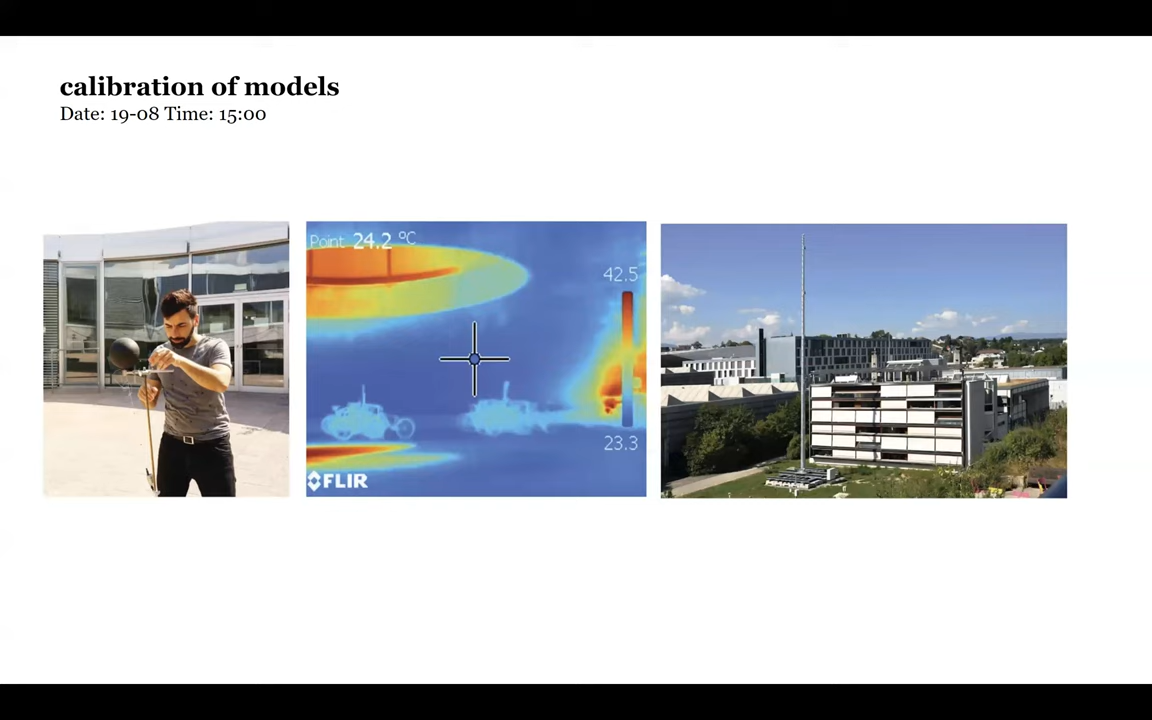 calibration of models
Date: 19-08 Time: 15:00
Point 24.2 °C
42.5
23.3
FLIR